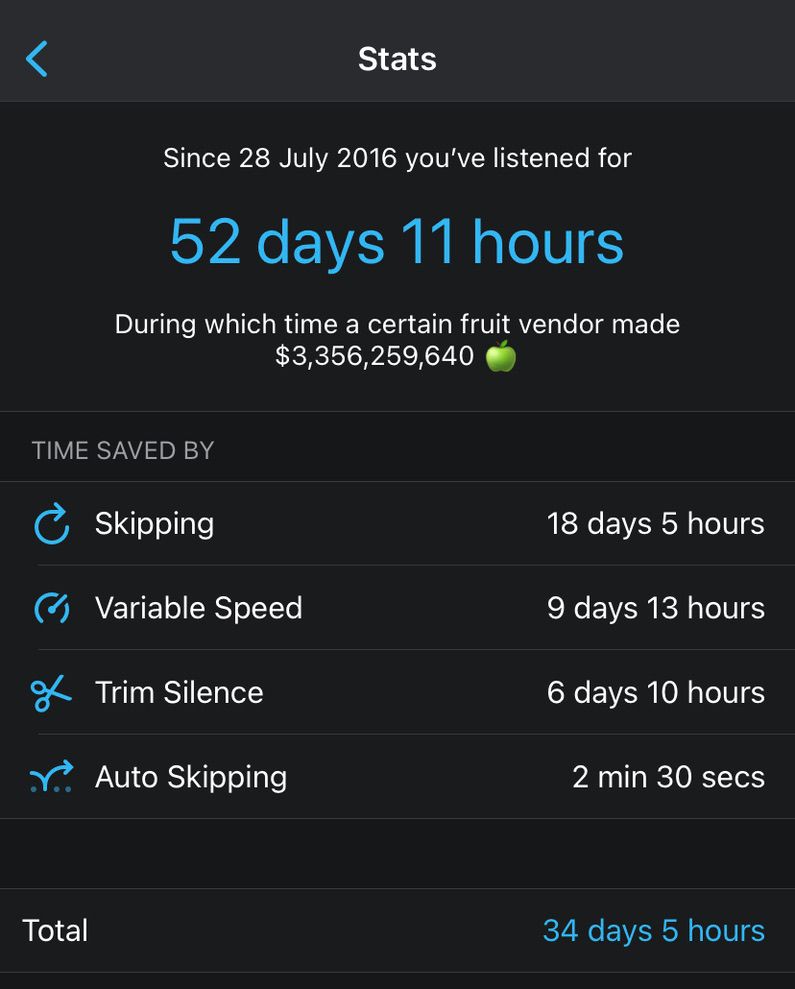 Stats
Since 28 July 2016 you've listened for
52 days 11 hours
During which time a certain fruit vendor made
$3,356,259,640 🍏
TIME SAVED BY
Skipping 18 days 5 hours
Variable Speed 9 days 13 hours
Trim Silence 6 days 10 hours
Auto Skipping 2 min 30 secs
Total 34 days 5 hours